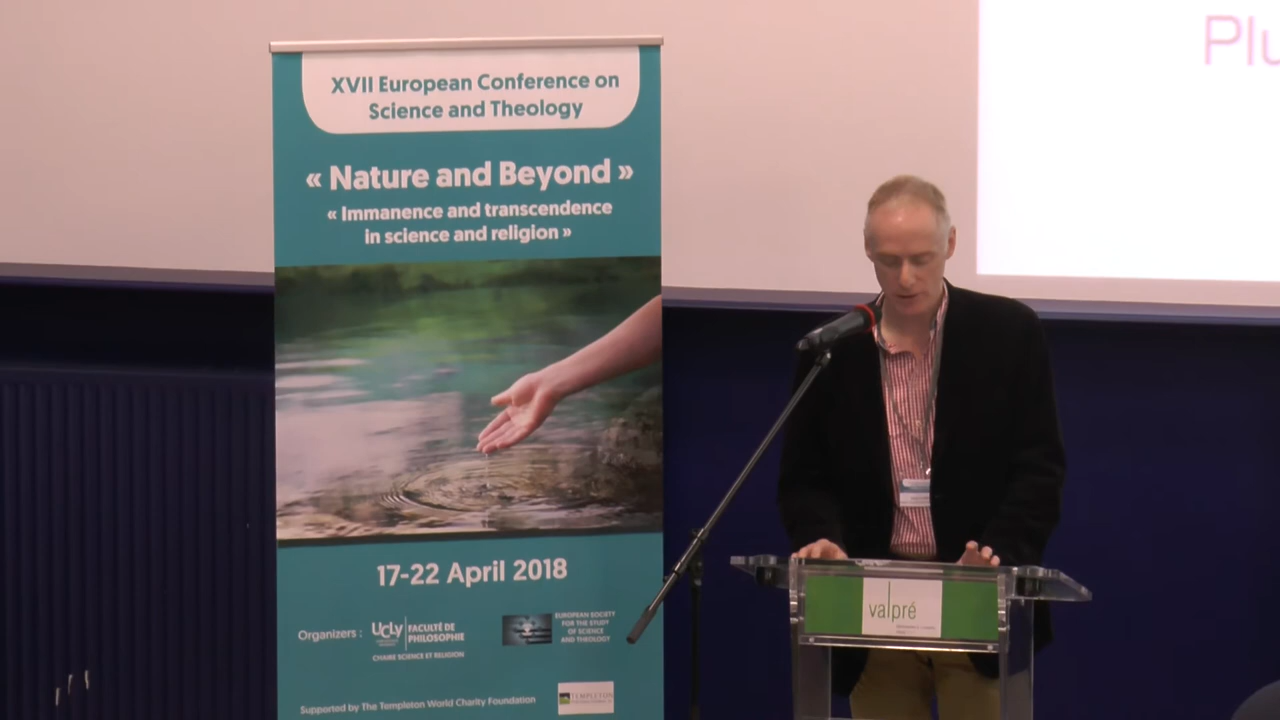 XVII European Conference on
Science and Theology
« Nature and Beyond »
« Immanence and transcendence
in science and religion »
17-22 April 2018
Organizers :
UCLy
FACULTÉ DE
PHILOSOPHIE
CHAIRE SCIENCE ET RELIGION
EUROPEAN SOCIETY
FOR THE STUDY
OF SCIENCE
AND THEOLOGY
Supported by The Templeton World Charity Foundation
TEMPLETON
Plu
valpré